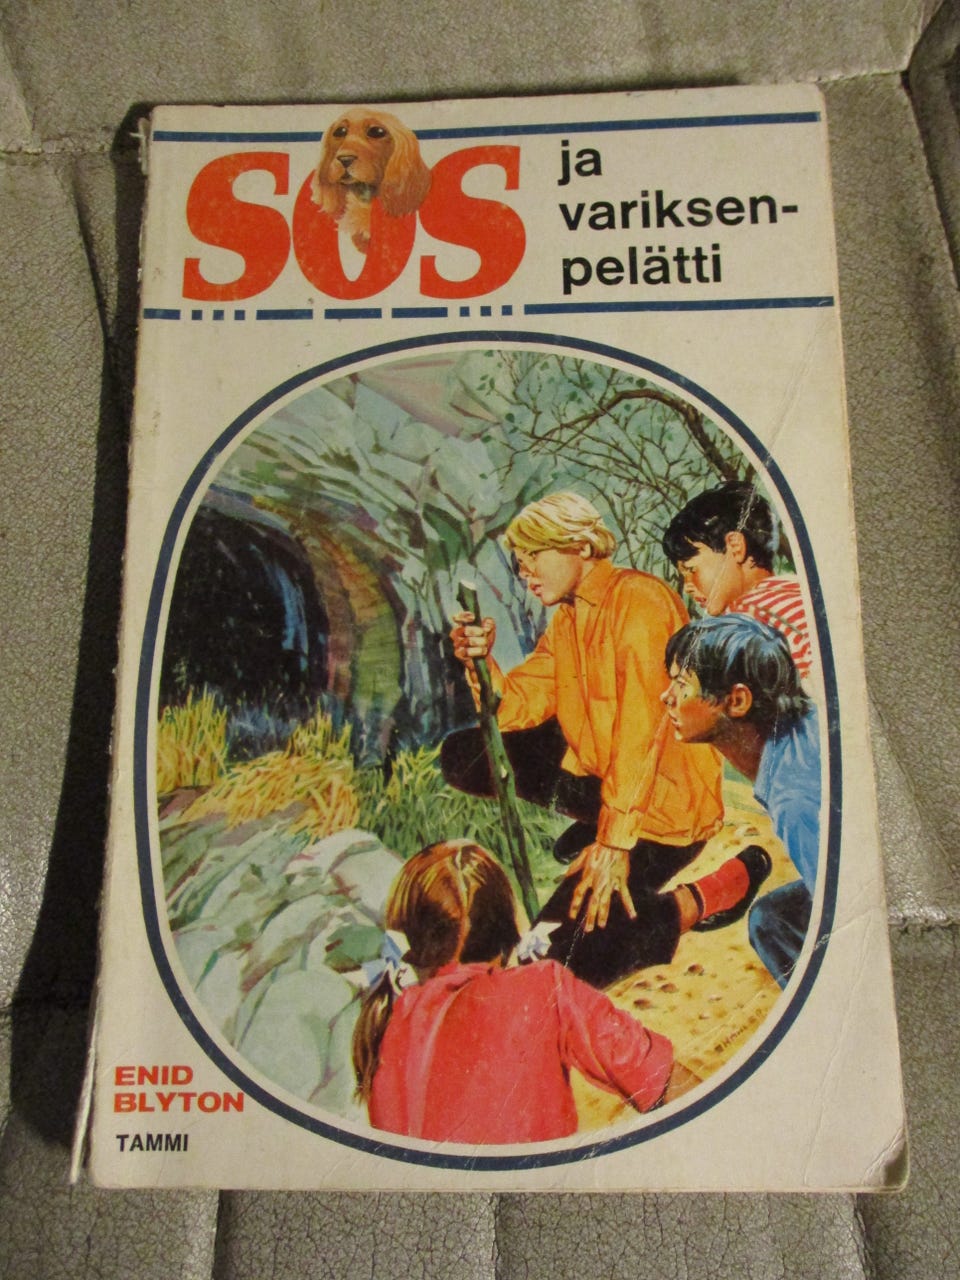 SOS
ja
variksen-
pelätti
ENID
BLYTON
TAMMI